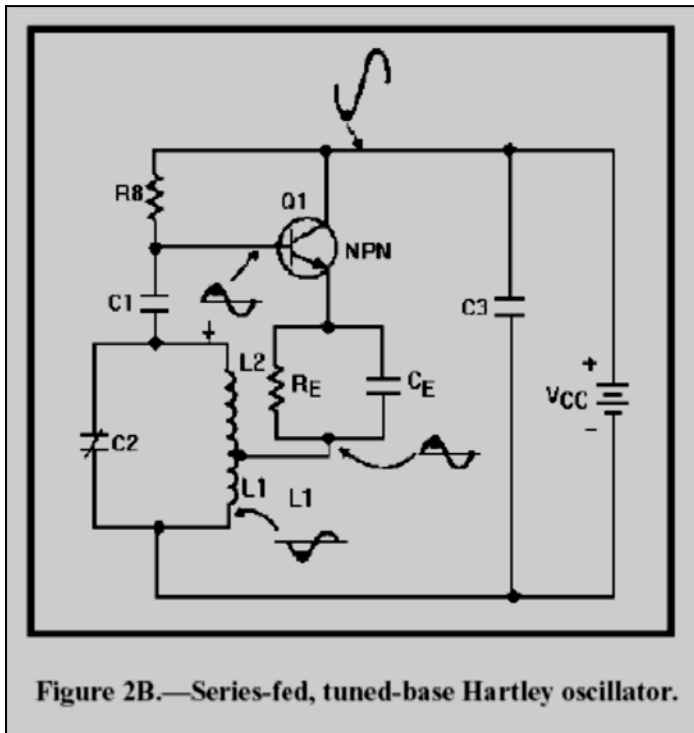 R8
Q1
NPN
C1
C3
+
L2
RE
CE
+
VCC
-
C2
L1
L1
Figure 2B.—Series-fed, tuned-base Hartley oscillator.